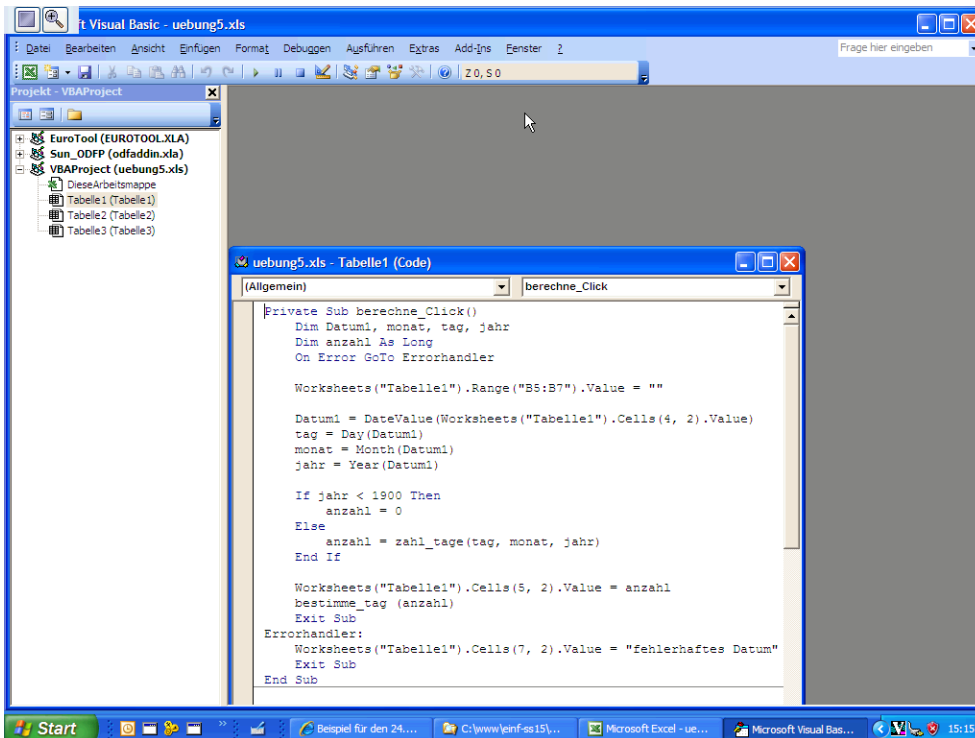 ft Visual Basic - uebung5.xls
Datei Bearbeiten Ansicht Einfügen Format Debuggen Ausführen Extras Add-Ins Fenster ?
Frage hier eingeben
Z0, S0
Projekt - VBAProject
EuroTool (EUROTOOL.XLA)
Sun_ODFP (odfaddin.xla)
VBAProject (uebung5.xls)
DieseArbeitsmappe
Tabelle1 (Tabelle1)
Tabelle2 (Tabelle2)
Tabelle3 (Tabelle3)
uebung5.xls - Tabelle1 (Code)
(Allgemein) berechne_Click
Private Sub berechne_Click()
Dim Datum1, monat, tag, jahr
Dim anzahl As Long
On Error GoTo Errorhandler
Worksheets("Tabelle1").Range("B5:B7").Value = ""
Datum1 = DateValue(Worksheets("Tabelle1").Cells(4, 2).Value)
tag = Day(Datum1)
monat = Month(Datum1)
jahr = Year(Datum1)
If jahr < 1900 Then
anzahl = 0
Else
anzahl = zahl_tage(tag, monat, jahr)
End If
Worksheets("Tabelle1").Cells(5, 2).Value = anzahl
bestimme_tag (anzahl)
Exit Sub
Errorhandler:
Worksheets("Tabelle1").Cells(7, 2).Value = "fehlerhaftes Datum"
Exit Sub
End Sub
Start
Beispiel für den 24....
C:\www\einf-ss15\...
Microsoft Excel - ue...
Microsoft Visual Bas...
15:15